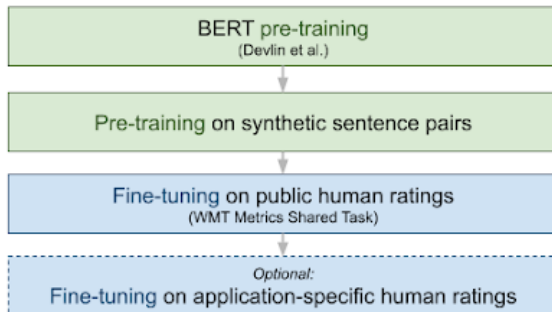 BERT pre-training
(Devlin et al.)
Pre-training on synthetic sentence pairs
Fine-tuning on public human ratings
(WMT Metrics Shared Task)
Optional:
Fine-tuning on application-specific human ratings